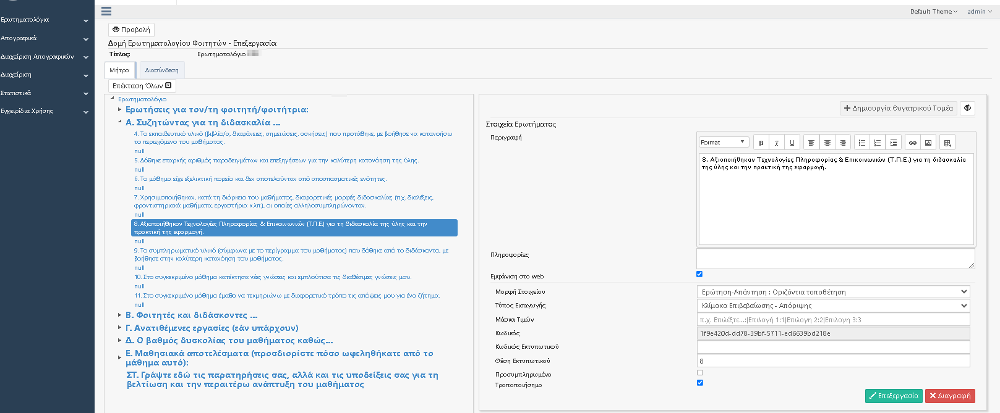 Default Theme
admin
Ερωτηματολόγια
Απογραφικά
Διαχείριση Απογραφικών
Διαχείριση
Στατιστικά
Εγχειρίδια Χρήσης
Προβολή
Δομή Ερωτηματολογίου Φοιτητών - Επεξεργασία
Τίτλος: Ερωτηματολόγιο
Μήτρα Διασύνδεση
Επέκταση Όλων
Ερωτηματολόγιο
Ερωτήσεις για τον/τη φοιτητή/φοιτήτρια:
Α. Συζητώντας για τη διδασκαλία ...
4. Το εκπαιδευτικό υλικό (βιβλίο/α, διαφάνειες, σημειώσεις, ασκήσεις) που προτάθηκε, με βοήθησε να κατανοήσω
το περιεχόμενο του μαθήματος.
null
5. Δόθηκε επαρκής αριθμός παραδειγμάτων και επεξηγήσεων για την καλύτερη κατανόηση της ύλης.
null
6. Το μάθημα είχε εξελικτική πορεία και δεν αποτελούνταν από αποσπασματικές ενότητες.
null
7. Χρησιμοποιήθηκαν, κατά τη διάρκεια του μαθήματος, διαφορετικές μορφές διδασκαλίας (π.χ. διαλέξεις,
φροντιστηριακά μαθήματα, εργαστήρια κ.λπ.), οι οποίες αλληλοσυμπληρώνονταν.
null
8. Αξιοποιήθηκαν Τεχνολογίες Πληροφορίας & Επικοινωνιών (Τ.Π.Ε.) για τη διδασκαλία της ύλης και την
πρακτική της εφαρμογή.
null
9. Το συμπληρωματικό υλικό (σύμφωνα με το περίγραμμα του μαθήματος) που δόθηκε από το διδάσκοντα, με
βοήθησε στην καλύτερη κατανόηση του μαθήματος.
null
10. Στο συγκεκριμένο μάθημα κατέκτησα νέες γνώσεις και εμπλούτισα τις διαθέσιμες γνώσεις μου.
null
11. Στο συγκεκριμένο μάθημα έμαθα να τεκμηριώνω με διαφορετικό τρόπο τις απόψεις μου για ένα ζήτημα.
null
Β. Φοιτητές και διδάσκοντες ...
Γ. Ανατιθέμενες εργασίες (εάν υπάρχουν)
Δ. Ο βαθμός δυσκολίας του μαθήματος καθώς...
Ε. Μαθησιακά αποτελέσματα (προσδιορίστε πόσο ωφεληθήκατε από το
μάθημα αυτό):
ΣΤ. Γράψτε εδώ τις παρατηρήσεις σας, αλλά και τις υποδείξεις σας για τη
βελτίωση και την περαιτέρω ανάπτυξη του μαθήματος
Δημιουργία Θυγατρικού Τομέα
Στοιχεία Ερωτήματος
Περιγραφή
Format B I U
8. Αξιοποιήθηκαν Τεχνολογίες Πληροφορίας & Επικοινωνιών (Τ.Π.Ε.) για τη διδασκαλία
της ύλης και την πρακτική της εφαρμογή.
Πληροφορίες
Εμφάνιση στο web
Μορφή Στοιχείου Ερώτηση-Απάντηση : Οριζόντια τοποθέτηση
Τύπος Εισαγωγής Κλίμακα Επιβεβαίωσης - Απόριψης
Μάσκα Τιμών π.χ. Επιλέξτε...:|Επιλογή 1:1|Επιλογη 2:2|Επιλογη 3:3
Κωδικός 1f9e420d-dd78-39bf-5711-ed6639bd218e
Κωδικός Εκτυπωτικού
Θέση Εκτυπωτικού 8
Προσυμπληρωμένο
Τροποποιήσημο
Επεξεργασία Διαγραφή